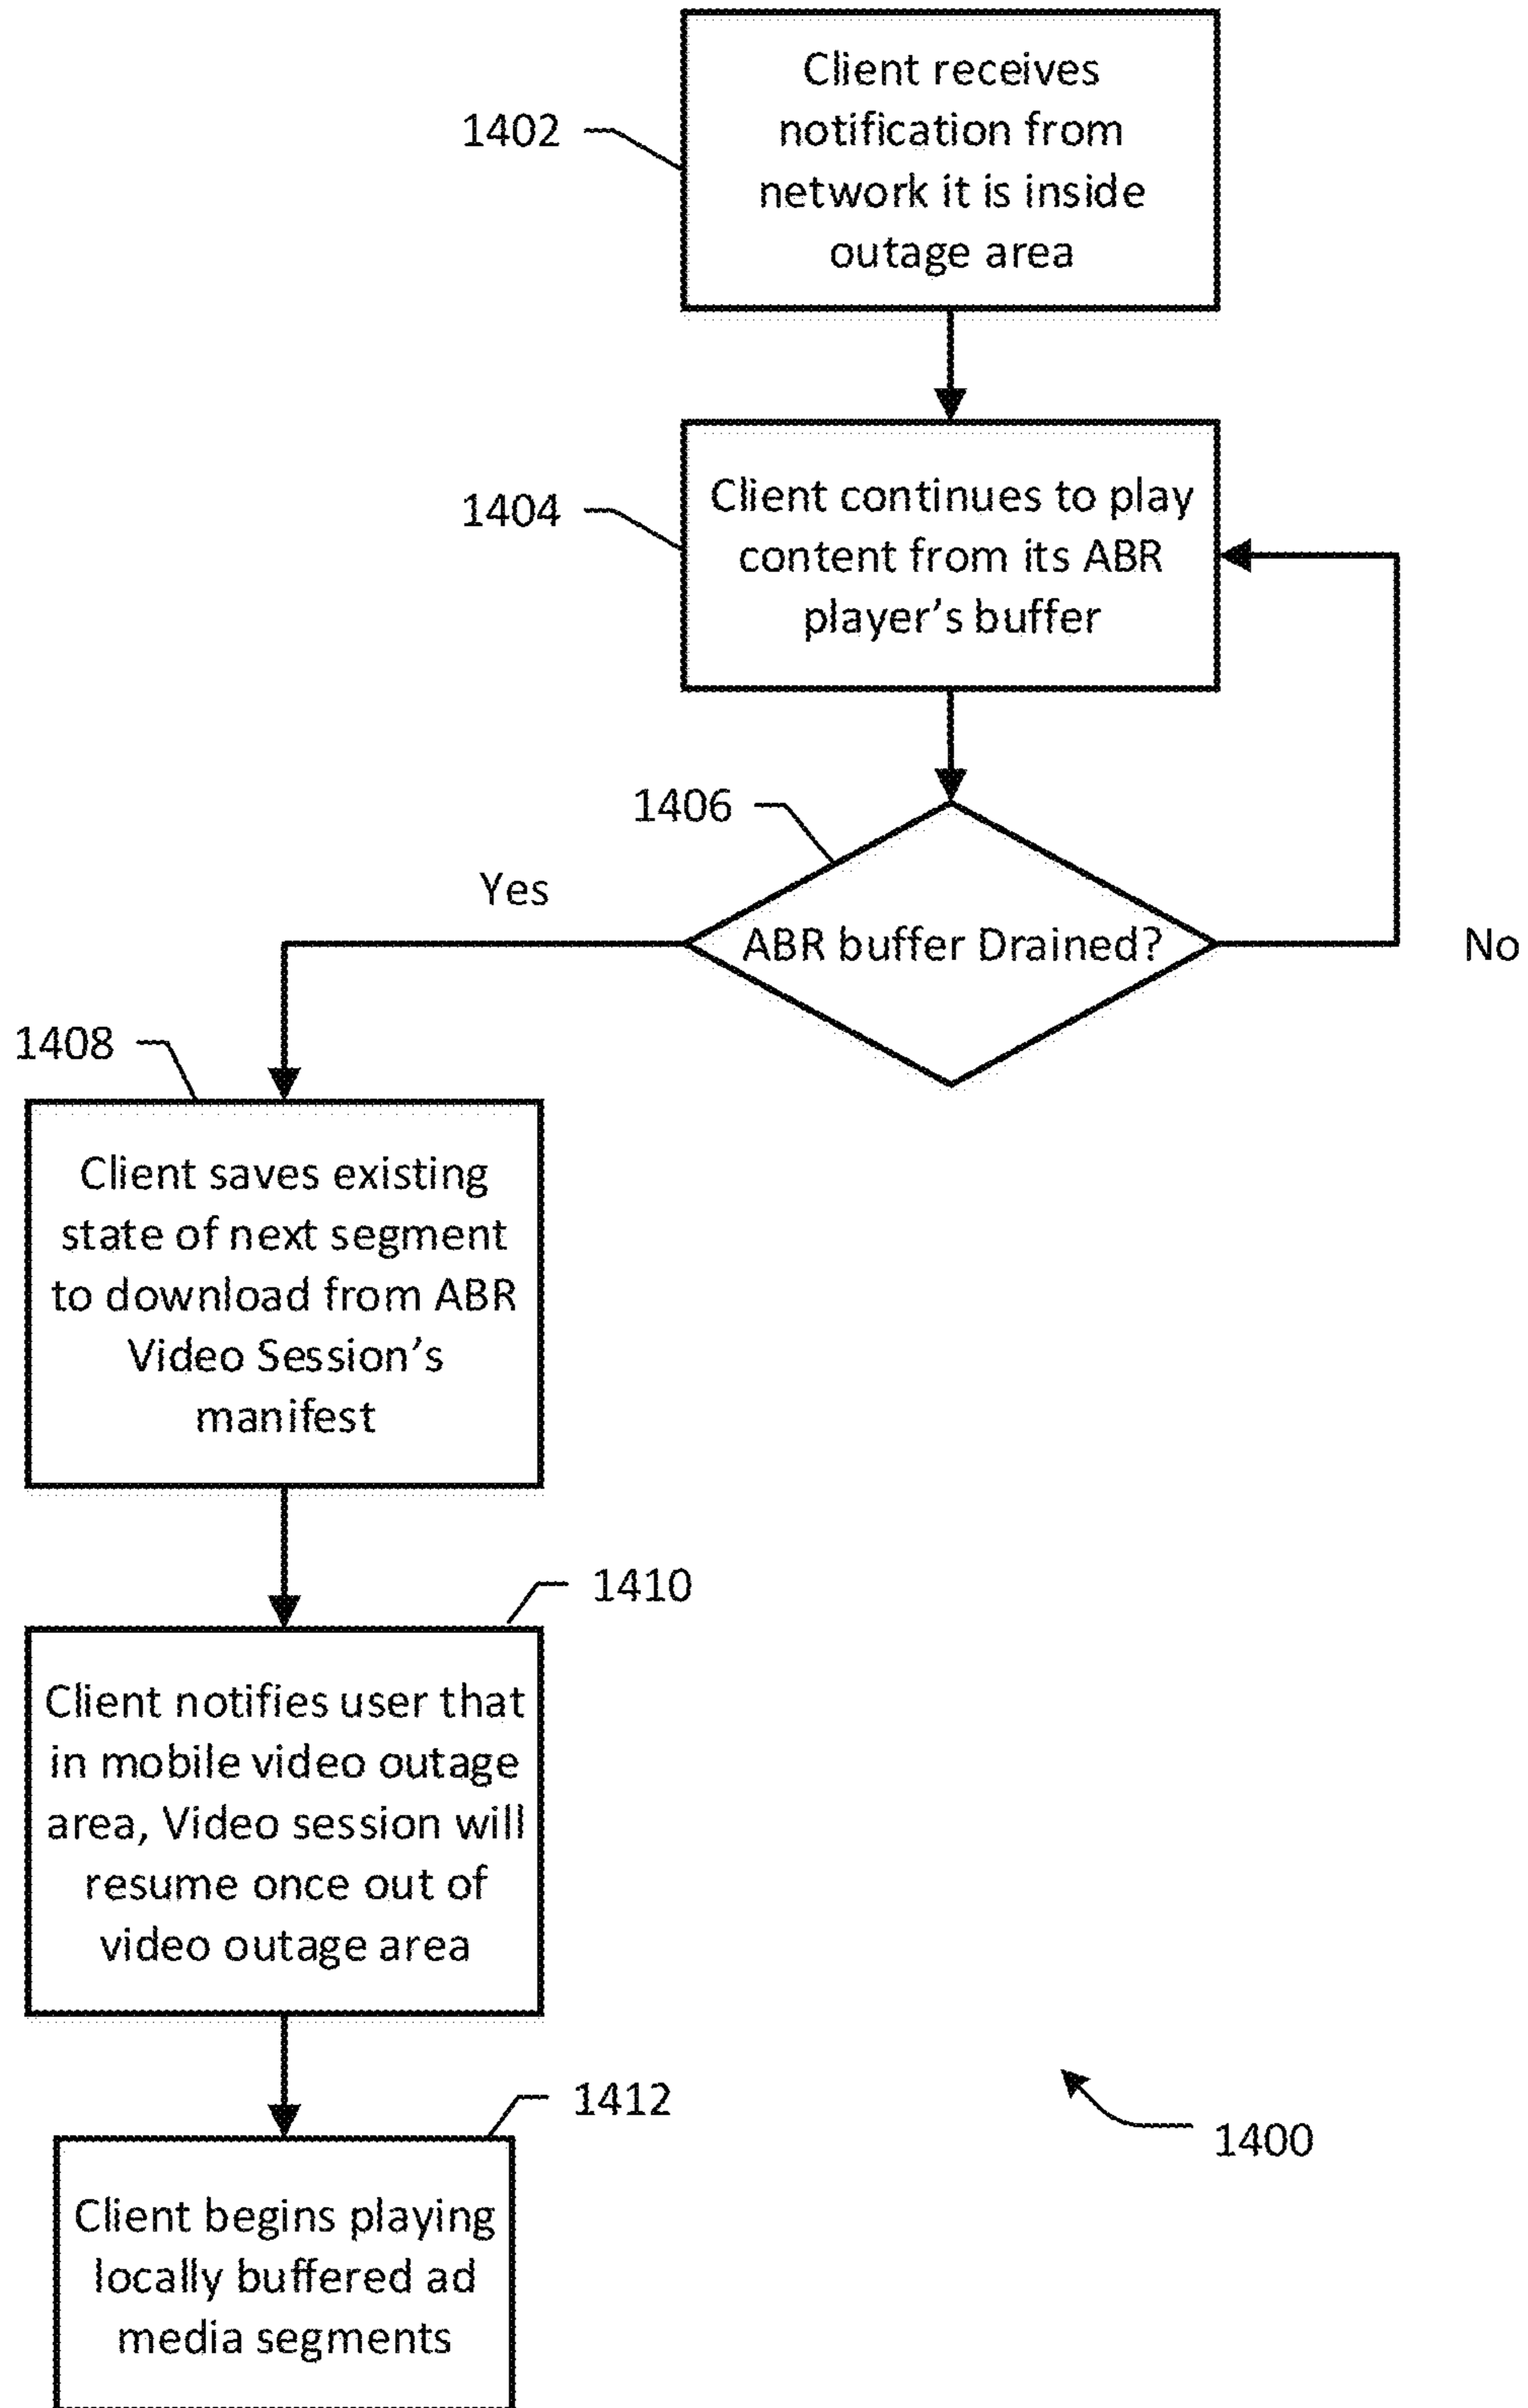 Client receives
notification from
network it is inside
outage area
1402
Client continues to play
content from its ABR
player's buffer
1404
1406
ABR buffer Drained?
Yes
No
1408
Client saves existing
state of next segment
to download from ABR
Video Session's
manifest
1410
Client notifies user that
in mobile video outage
area, Video session will
resume once out of
video outage area
1412
Client begins playing
locally buffered ad
media segments
1400